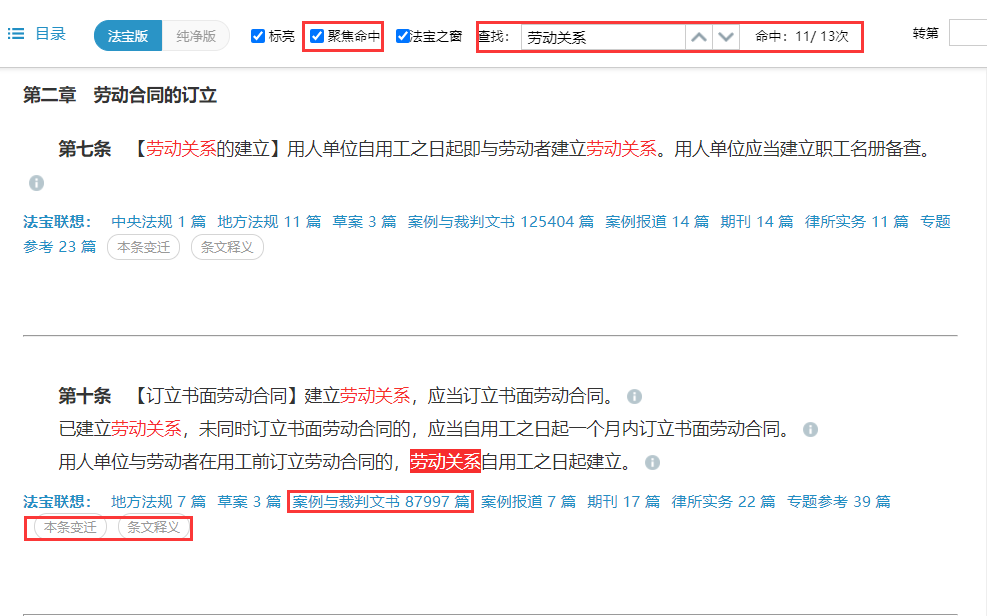 目录 法宝版 纯净版 标亮 聚焦命中 法宝之窗 查找： 劳动关系 命中：11/ 13次 转第
第二章 劳动合同的订立
第七条 【劳动关系的建立】用人单位自用工之日起即与劳动者建立劳动关系。用人单位应当建立职工名册备查。
法宝联想： 中央法规 1 篇 地方法规 11 篇 草案 3 篇 案例与裁判文书 125404 篇 案例报道 14 篇 期刊 14 篇 律所实务 11 篇 专题
参考 23 篇 本条变迁 条文释义
第十条 【订立书面劳动合同】建立劳动关系，应当订立书面劳动合同。
已建立劳动关系，未同时订立书面劳动合同的，应当自用工之日起一个月内订立书面劳动合同。
用人单位与劳动者在用工前订立劳动合同的，劳动关系自用工之日起建立。
法宝联想： 地方法规 7 篇 草案 3 篇 案例与裁判文书 87997 篇 案例报道 7 篇 期刊 17 篇 律所实务 22 篇 专题参考 39 篇
本条变迁 条文释义